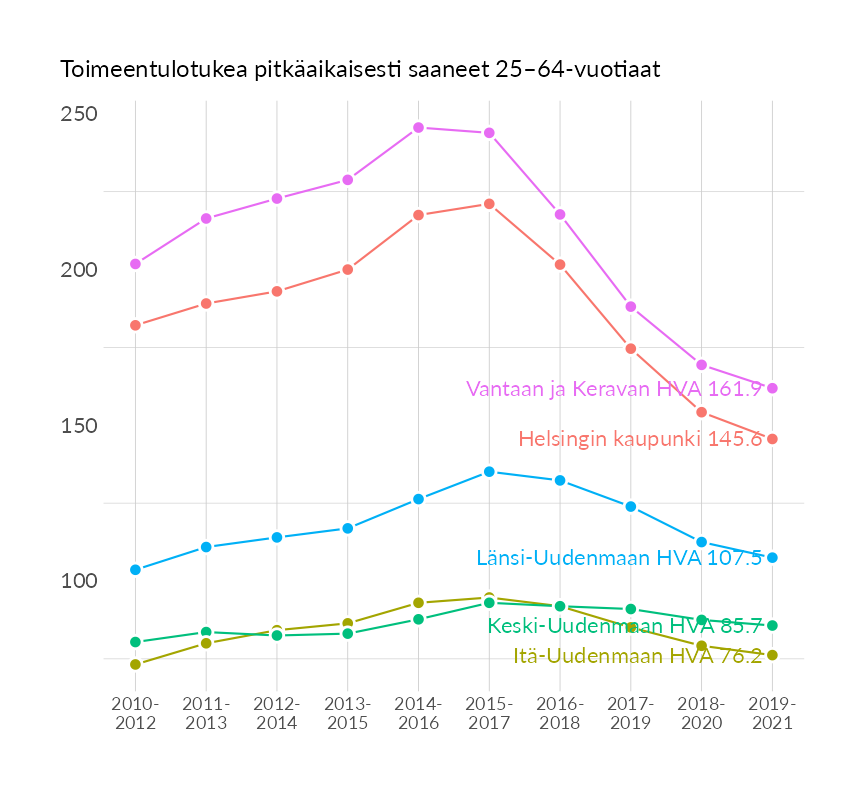 Toimeentulotukea pitkäaikaisesti saaneet 25–64-vuotiaat
250
200
150
100
Vantaan ja Keravan HVA 161.9
Helsingin kaupunki 145.6
Länsi-Uudenmaan HVA 107.5
Keski-Uudenmaan HVA 85.7
Itä-Uudenmaan HVA 76.2
2010- 2011- 2012- 2013- 2014- 2015- 2016- 2017- 2018- 2019-
2012 2013 2014 2015 2016 2017 2018 2019 2020 2021